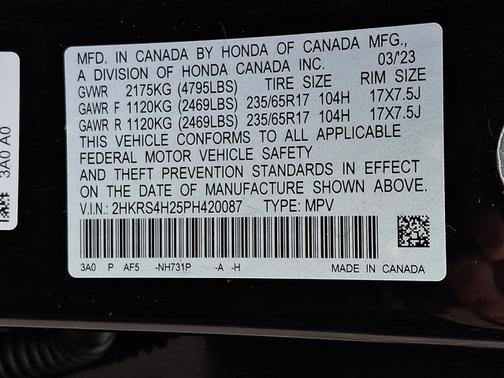 MFD. IN CANADA BY HONDA OF CANADA MFG.,
A DIVISION OF HONDA CANADA INC. 03/'23
GVWR 2175KG (4795LBS) TIRE SIZE RIM SIZE
GAWR F 1120KG (2469LBS) 235/65R17 104H 17X7.5J
GAWR R 1120KG (2469LBS) 235/65R17 104H 17X7.5J
THIS VEHICLE CONFORMS TO ALL APPLICABLE
FEDERAL MOTOR VEHICLE SAFETY
AND THEFT PREVENTION STANDARDS IN EFFECT
ON THE DATE OF MANUFACTURE SHOWN ABOVE.
V.I.N.: 2HKRS4H25PH420087 TYPE: MPV
3A0 P AF5 -NH731P -A -H MADE IN CANADA
3A0 A0